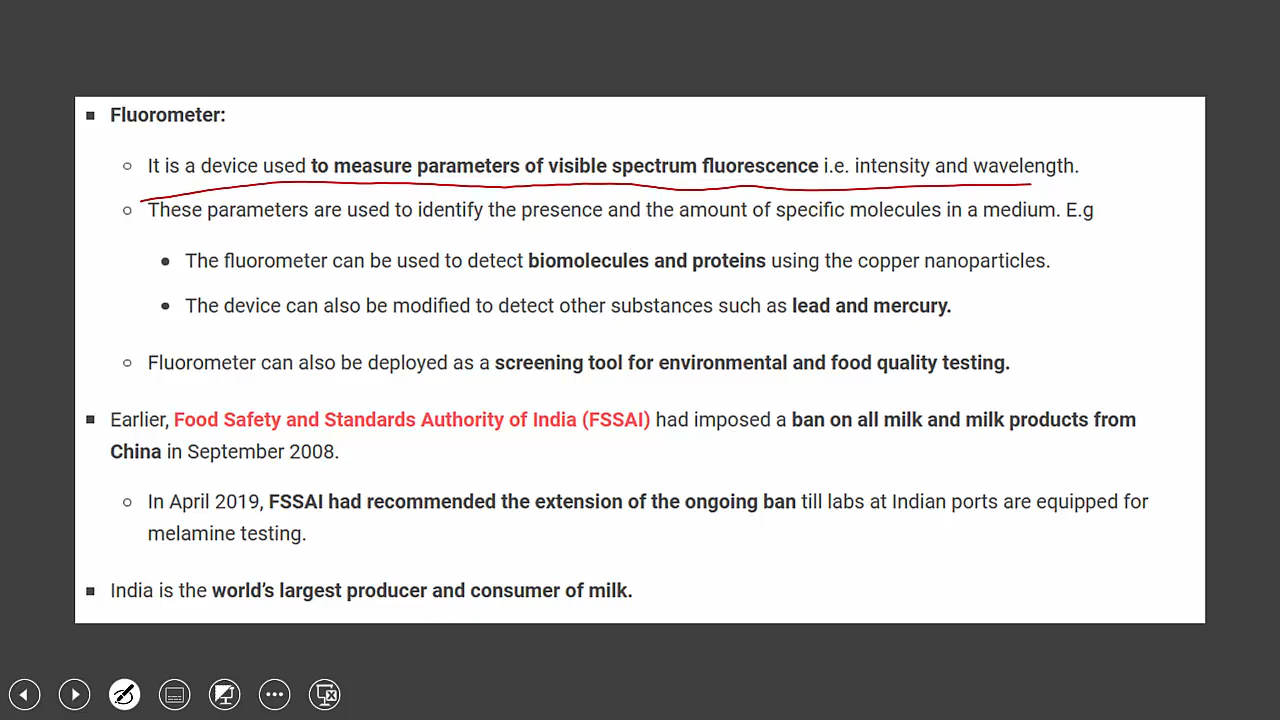 Fluorometer:
It is a device used to measure parameters of visible spectrum fluorescence i.e. intensity and wavelength.
These parameters are used to identify the presence and the amount of specific molecules in a medium. E.g
The fluorometer can be used to detect biomolecules and proteins using the copper nanoparticles.
The device can also be modified to detect other substances such as lead and mercury.
Fluorometer can also be deployed as a screening tool for environmental and food quality testing.
Earlier, Food Safety and Standards Authority of India (FSSAI) had imposed a ban on all milk and milk products from
China in September 2008.
In April 2019, FSSAI had recommended the extension of the ongoing ban till labs at Indian ports are equipped for
melamine testing.
India is the world’s largest producer and consumer of milk.